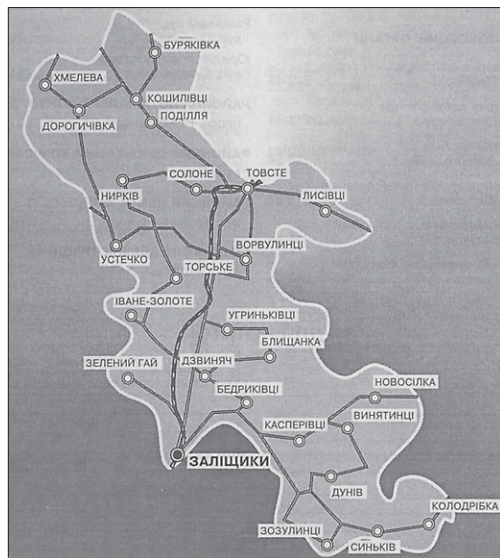 БУРЯКІВКА
ХМЕЛЕВА
КОШИЛІВЦІ
ДОРОГИЧІВКА
ПОДІЛЛЯ
СОЛОНЕ
ТОВСТЕ
НИРКІВ
ЛИСІВЦІ
ВОРВУЛИНЦІ
УСТЕЧКО
ТОРСЬКЕ
ІВАНЕ-ЗОЛОТЕ
УГРИНЬКІВЦІ
БЛИЩАНКА
ЗЕЛЕНИЙ ГАЙ
ДЗВИНЯЧ
НОВОСІЛКА
БЕДРИКІВЦІ
ВИНЯТИНЦІ
КАСПЕРІВЦІ
ЗАЛІЩИКИ
ДУНІВ
КОЛОДРІБКА
ЗОЗУЛИНЦІ
СИНЬКІВ